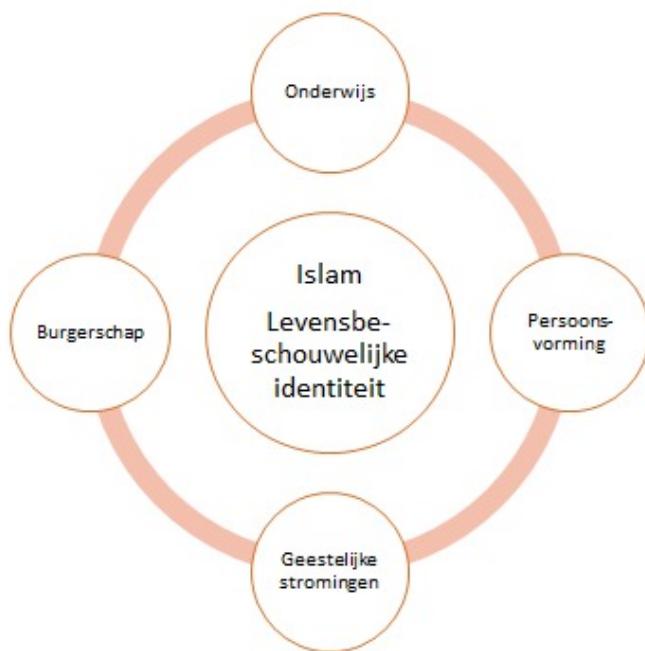 Onderwijs
Islam
Levensbe-
schouwelijke
identiteit
Burgerschap
Persoons-
vorming
Geestelijke
stromingen